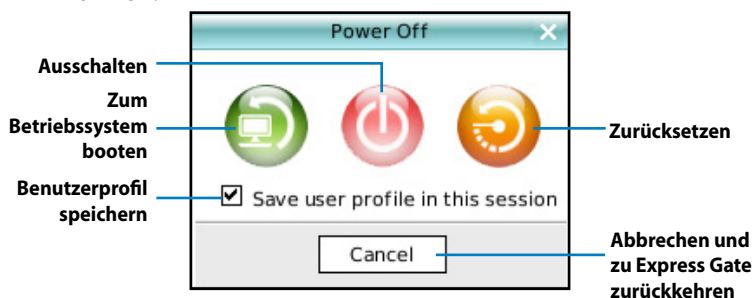 Power Off
Ausschalten
Zum
Betriebssystem
booten
Zurücksetzen
Benutzerprofil
speichern
Save user profile in this session
Cancel
Abbrechen und
zu Express Gate
zurückkehren